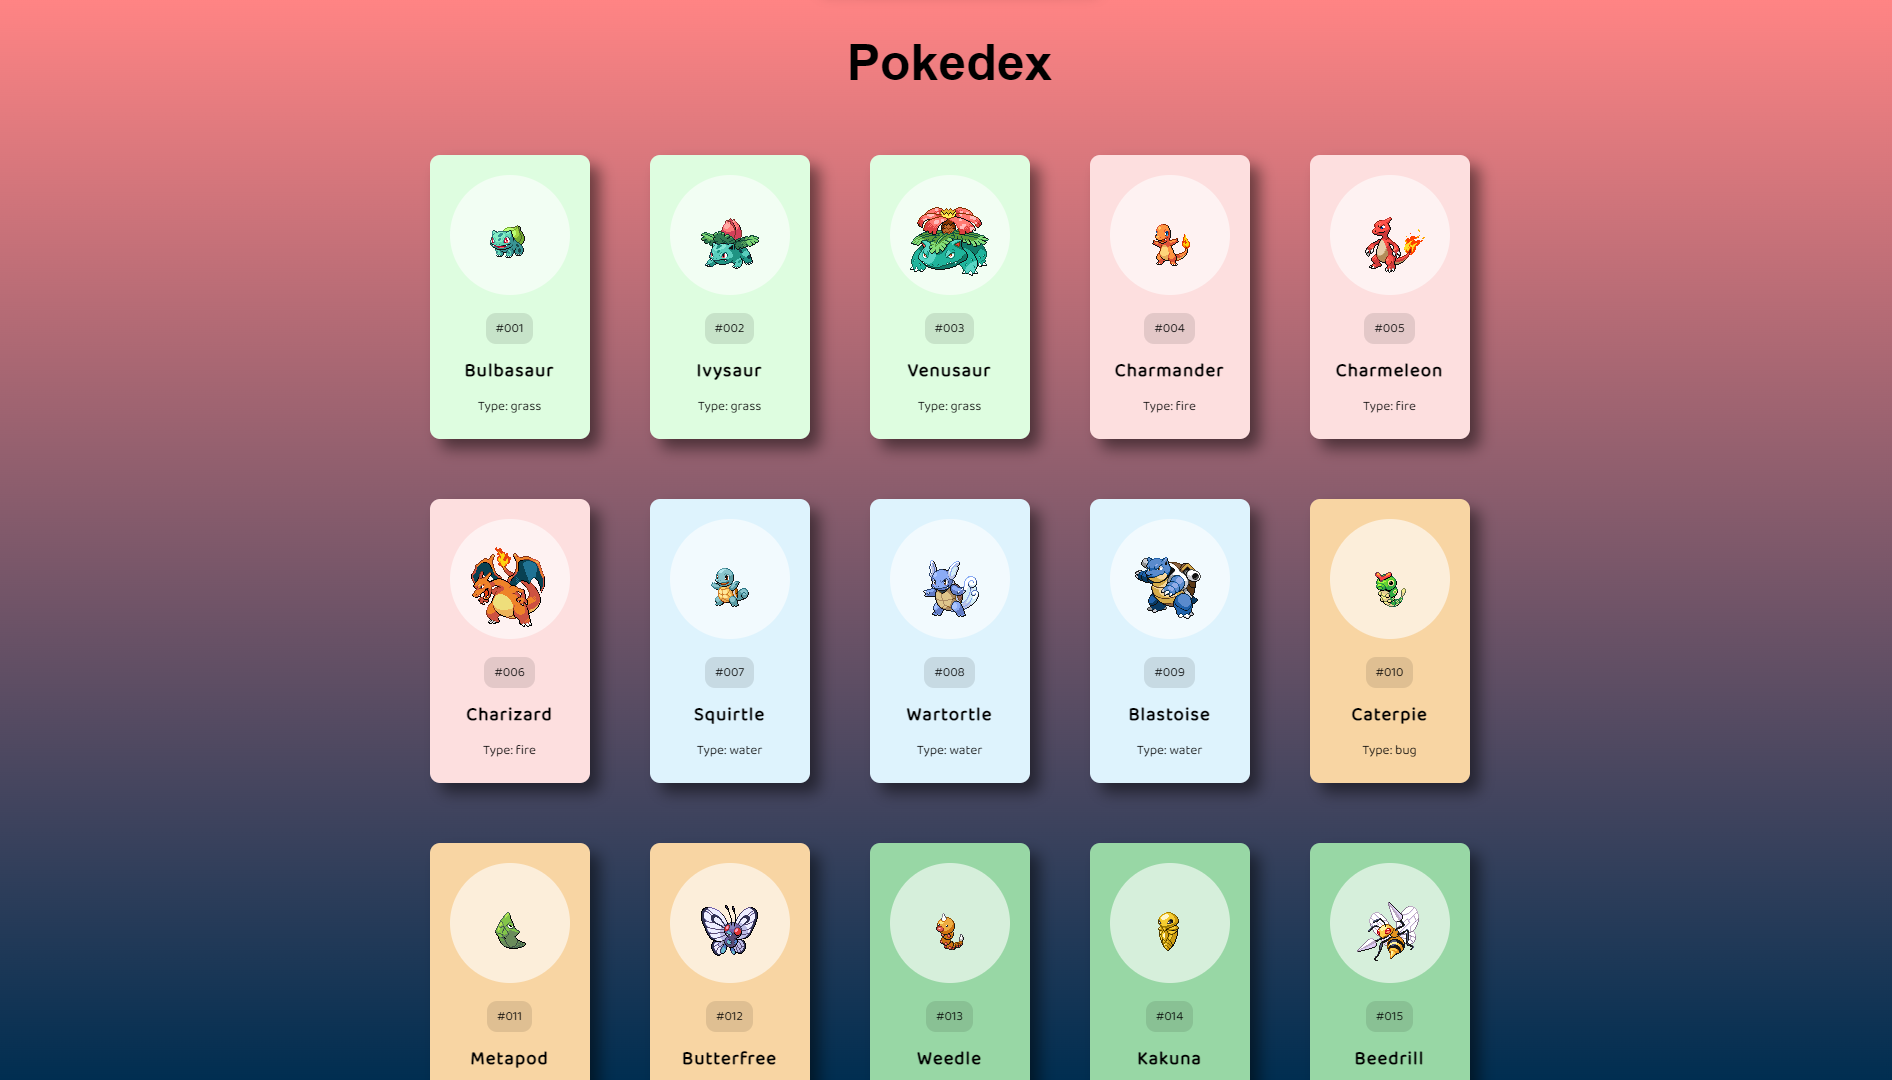 Pokedex
#001 #002 #003 #004 #005
Bulbasaur Ivysaur Venusaur Charmander Charmeleon
Type: grass Type: grass Type: grass Type: fire Type: fire
#006 #007 #008 #009 #010
Charizard Squirtle Wartortle Blastoise Caterpie
Type: fire Type: water Type: water Type: water Type: bug
#011 #012 #013 #014 #015
Metapod Butterfree Weedle Kakuna Beedrill